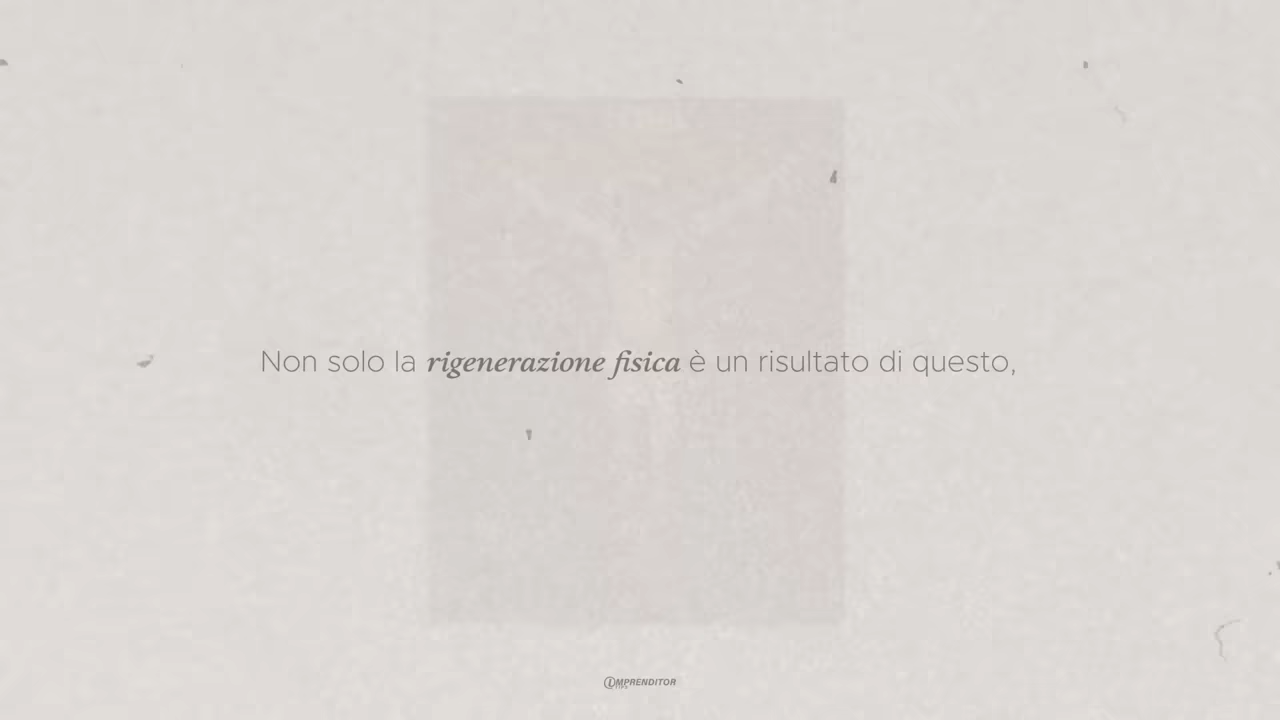 Non solo la rigenerazione fisica è un risultato di questo,
IMPRENDITOR